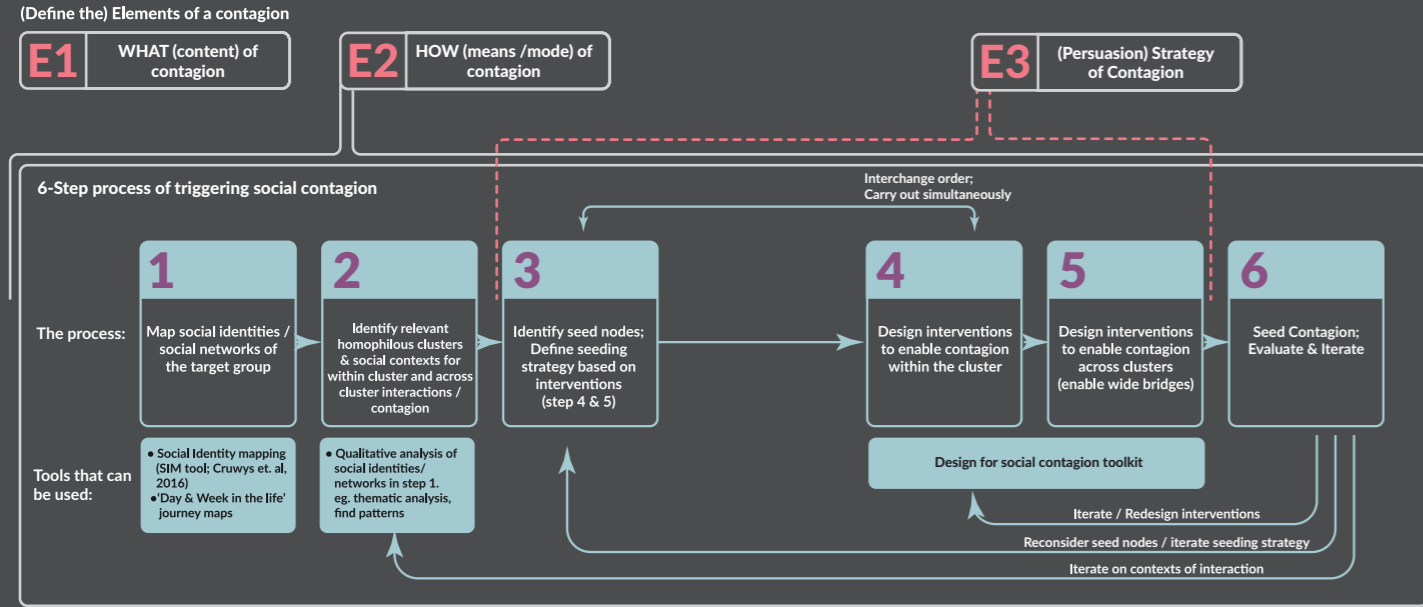 (Define the) Elements of a contagion
E1
WHAT (content) of
contagion
E2
HOW (means /mode) of
contagion
E3
(Persuasion) Strategy
of Contagion
6-Step process of triggering social contagion
Interchange order;
Carry out simultaneously
The process:
1
Map social identities /
social networks of
the target group
2
Identify relevant
homophilous clusters
& social contexts for
within cluster and across
cluster interactions /
contagion
3
Identify seed nodes;
Define seeding
strategy based on
interventions
(step 4 & 5)
4
Design interventions
to enable contagion
within the cluster
5
Design interventions
to enable contagion
across clusters
(enable wide bridges)
6
Seed Contagion;
Evaluate & Iterate
Tools that can
be used:
• Social Identity mapping
(SIM tool; Cruwys et. al,
2016)
•'Day & Week in the life'
journey maps
• Qualitative analysis of
social identities/
networks in step 1.
eg. thematic analysis,
find patterns
Design for social contagion toolkit
Iterate / Redesign interventions
Reconsider seed nodes / iterate seeding strategy
Iterate on contexts of interaction